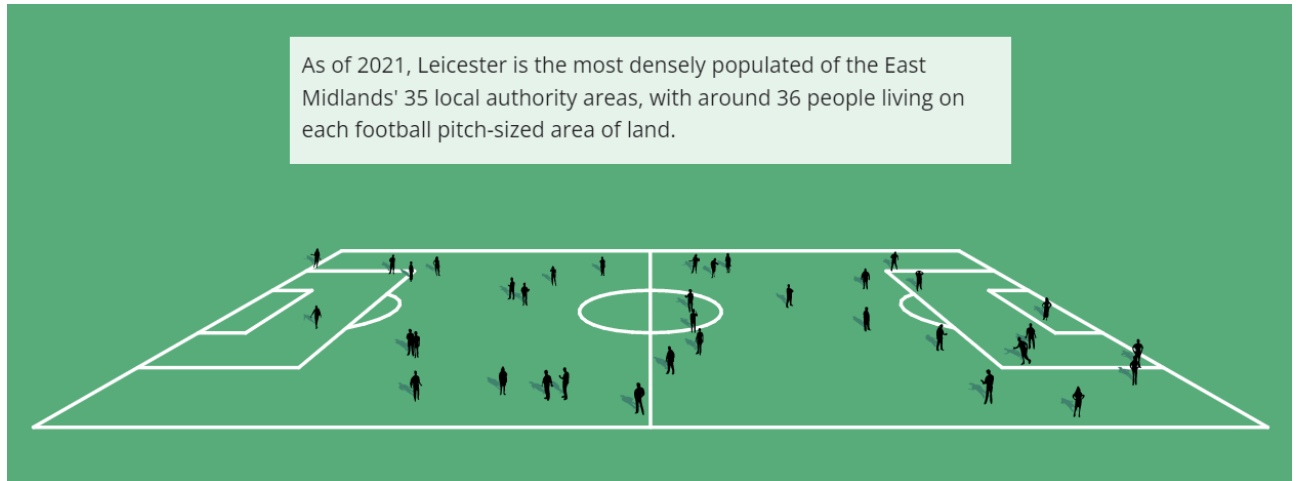 As of 2021, Leicester is the most densely populated of the East
Midlands' 35 local authority areas, with around 36 people living on
each football pitch-sized area of land.